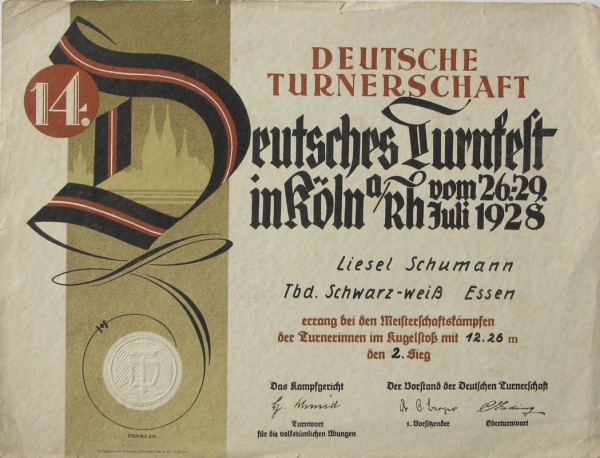 DEUTSCHE
TURNERSCHAFT
14.
Deutsches Turnfest
in Köln a/Rh vom 26.-29. Juli 1928
Liesel Schumann
Tbd. Schwarz-weiß Essen
errang bei den Meisterschaftskämpfen
der Turnerinnen im Kugelstoß mit 12.26 m
den 2. Sieg
Das Kampfgericht
Der Vorstand der Deutschen Turnerschaft
Turnwart
für die volkstümlichen Übungen
1. Vorsitzender
Oberturnwart
FRANZEN